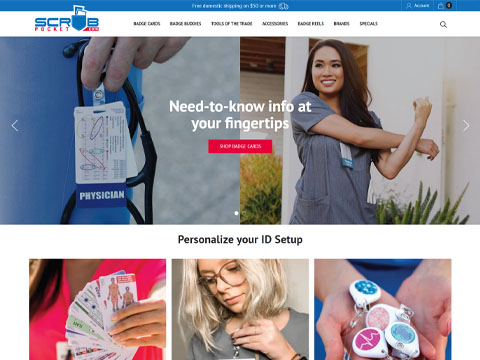 Free domestic shipping on $50 or more
Account
0
SCRUB
POCKET
.COM
BADGE CARDS
BADGE BUDDIES
TOOLS OF THE TRADE
ACCESSORIES
BADGE REELS
BRANDS
SPECIALS
Need-to-know info at
your fingertips
SHOP BADGE CARDS
PHYSICIAN
Personalize your ID Setup